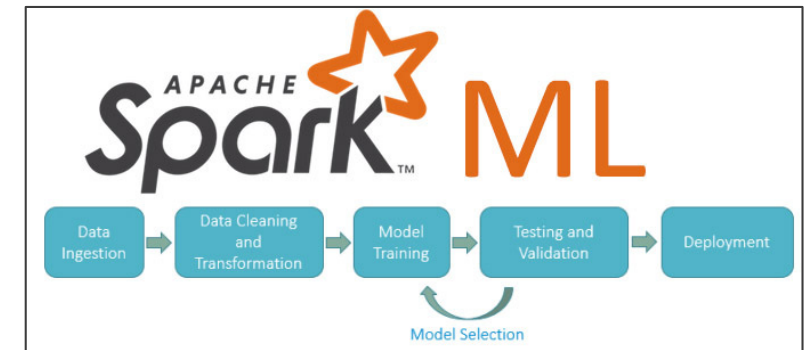 APACHE
Spark™ ML
Data
Ingestion
Data Cleaning
and
Transformation
Model
Training
Testing and
Validation
Deployment
Model Selection